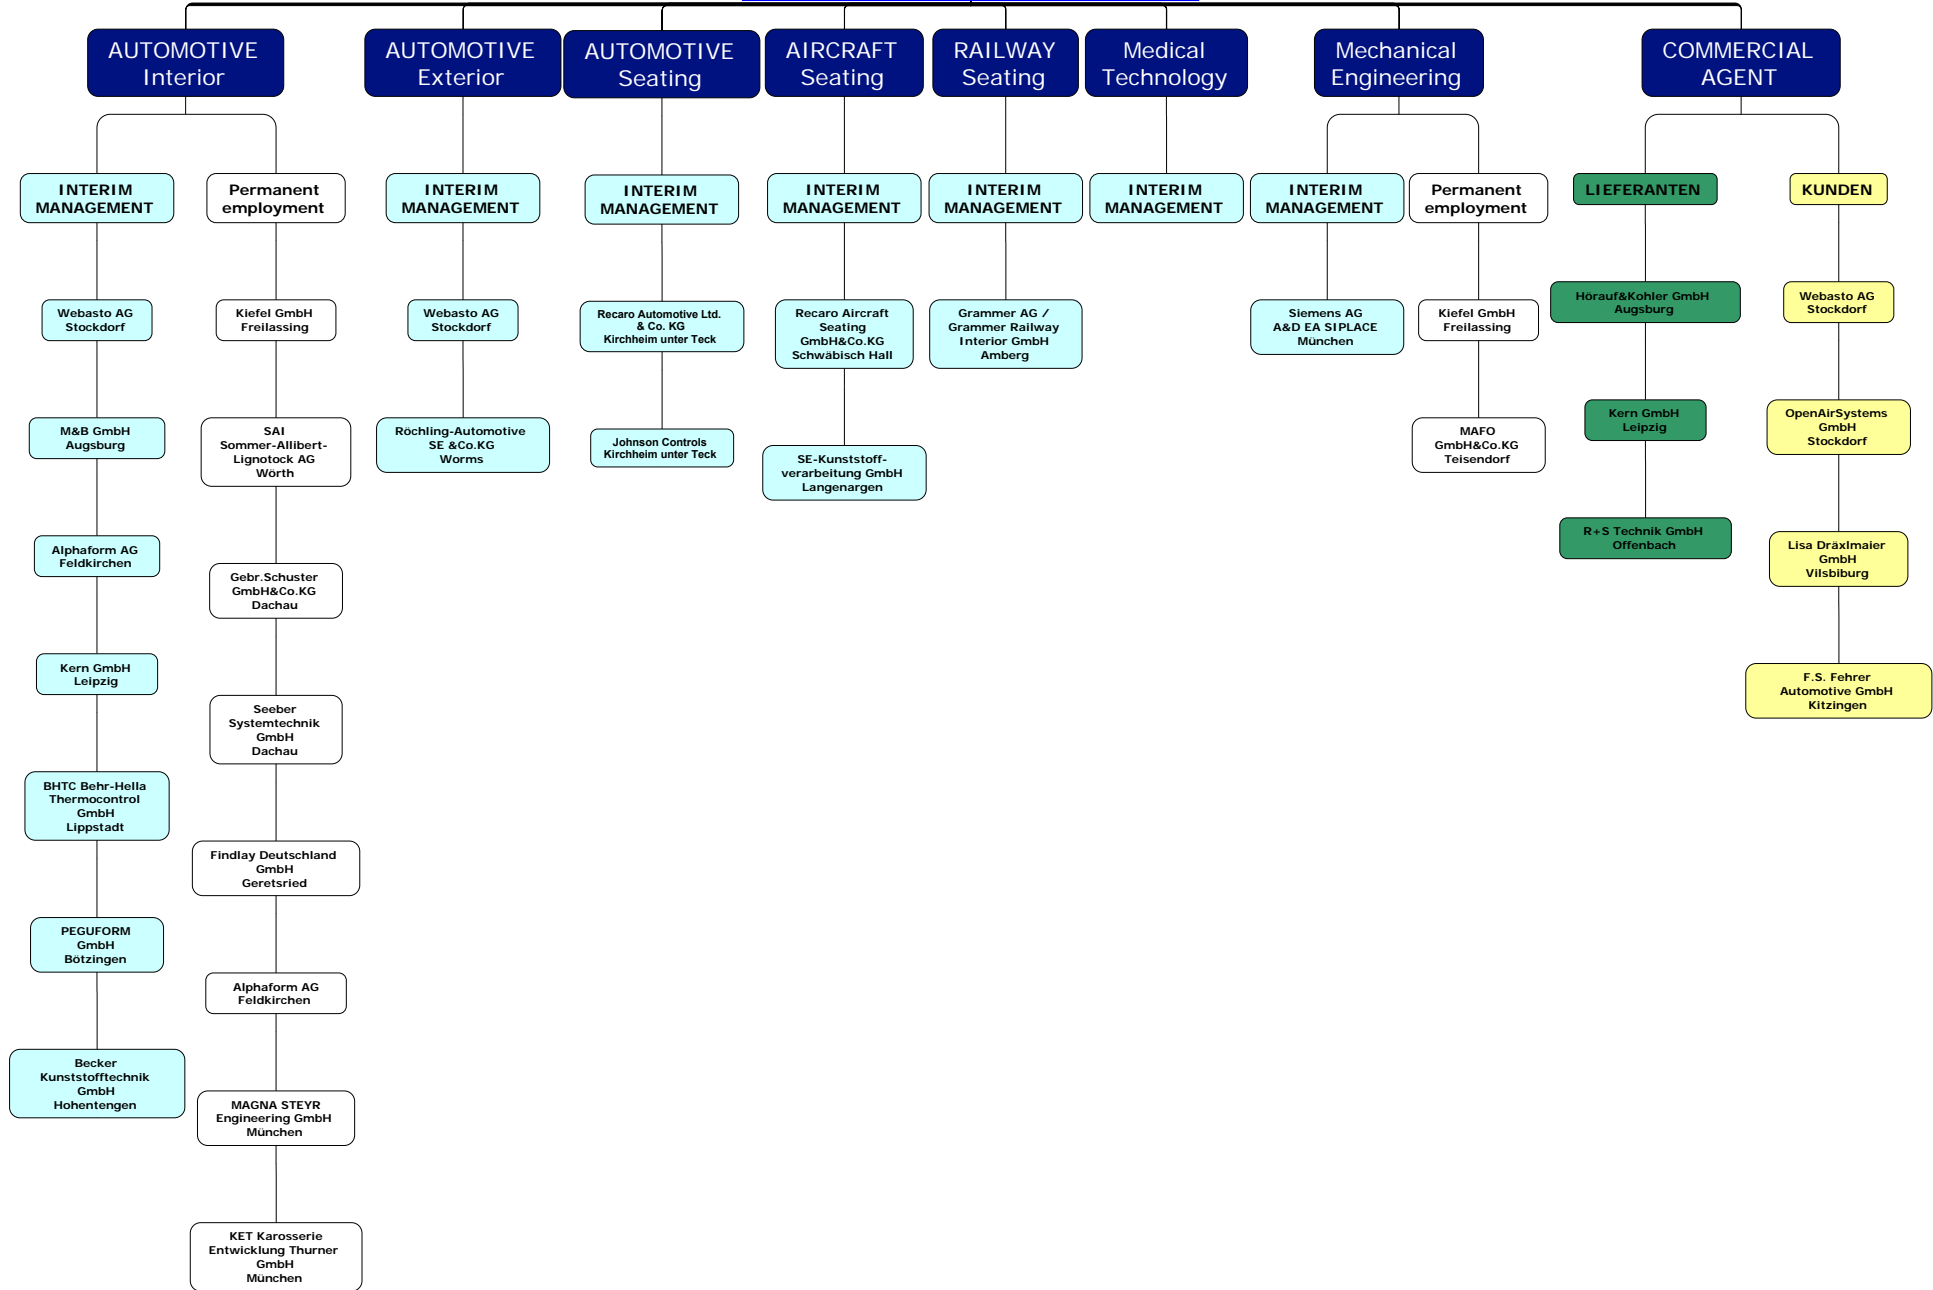 AUTOMOTIVE
Interior
AUTOMOTIVE
Exterior
AUTOMOTIVE
Seating
AIRCRAFT
Seating
RAILWAY
Seating
Medical
Technology
Mechanical
Engineering
COMMERCIAL
AGENT
INTERIM
MANAGEMENT
Webasto AG
Stockdorf
M&B GmbH
Augsburg
Alphaform AG
Feldkirchen
Kern GmbH
Leipzig
BHTC Behr-Hella
Thermocontrol
GmbH
Lippstadt
PEGUFORM
GmbH
Bötzingen
Becker
Kunststofftechnik
GmbH
Hohentengen
Permanent
employment
Kiefel GmbH
Freilassing
SAI
Sommer-Allibert-
Lignotock AG
Wörth
Gebr.Schuster
GmbH&Co.KG
Dachau
Seeber
Systemtechnik
GmbH
Dachau
Findlay Deutschland
GmbH
Geretsried
Alphaform AG
Feldkirchen
MAGNA STEYR
Engineering GmbH
München
KET Karosserie
Entwicklung Thurner
GmbH
München
INTERIM
MANAGEMENT
Webasto AG
Stockdorf
Röchling-Automotive
SE &Co.KG
Worms
INTERIM
MANAGEMENT
Recaro Automotive Ltd.
& Co. KG
Kirchheim unter Teck
Johnson Controls
Kirchheim unter Teck
INTERIM
MANAGEMENT
Recaro Aircraft
Seating
GmbH&Co.KG
Schwäbisch Hall
SE-Kunststoff-
verarbeitung GmbH
Langenargen
INTERIM
MANAGEMENT
Grammer AG /
Grammer Railway
Interior GmbH
Amberg
INTERIM
MANAGEMENT
INTERIM
MANAGEMENT
Siemens AG
A&D EA SIPLACE
München
Permanent
employment
Kiefel GmbH
Freilassing
MAFO
GmbH&Co.KG
Teisendorf
LIEFERANTEN
Hörauf&Kohler GmbH
Augsburg
Kern GmbH
Leipzig
R+S Technik GmbH
Offenbach
KUNDEN
Webasto AG
Stockdorf
OpenAirSystems
GmbH
Stockdorf
Lisa Dräxlmaier
GmbH
Vilsbiburg
F.S. Fehrer
Automotive GmbH
Kitzingen